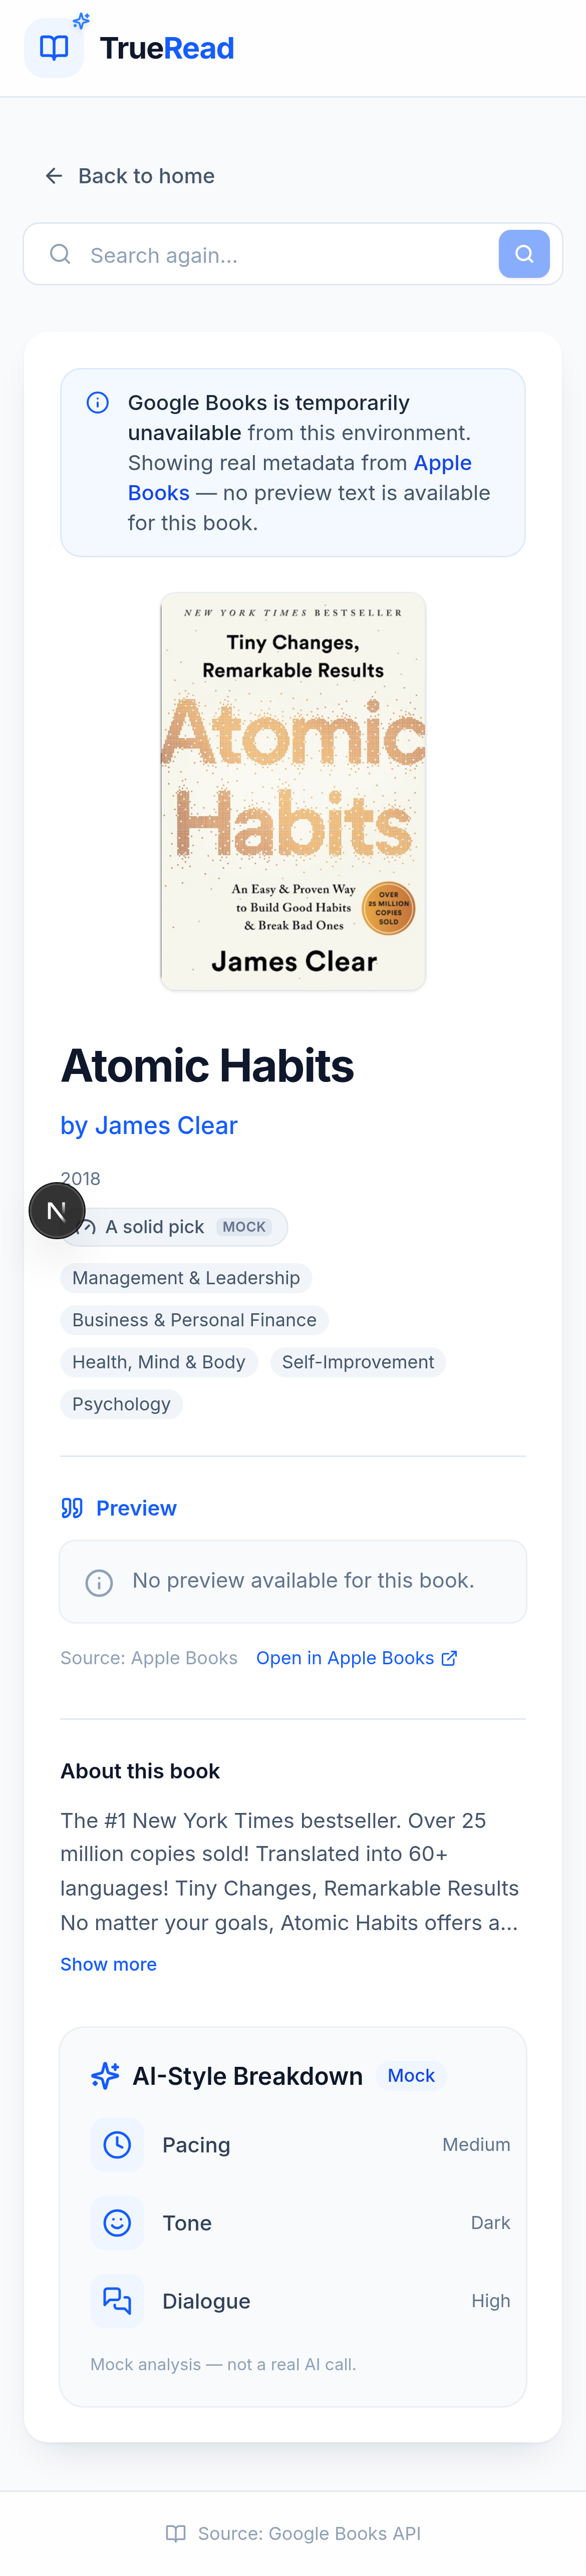 TrueRead
Back to home
Search again...
Google Books is temporarily
unavailable from this environment.
Showing real metadata from Apple
Books — no preview text is available
for this book.
NEW YORK TIMES BESTSELLER
Tiny Changes,
Remarkable Results
Atomic
Habits
An Easy & Proven Way
to Build Good Habits
& Break Bad Ones
OVER
25 MILLION
COPIES
SOLD
James Clear
Atomic Habits
by James Clear
2018
N
A solid pick MOCK
Management & Leadership
Business & Personal Finance
Health, Mind & Body Self-Improvement
Psychology
Preview
No preview available for this book.
Source: Apple Books Open in Apple Books
About this book
The #1 New York Times bestseller. Over 25
million copies sold! Translated into 60+
languages! Tiny Changes, Remarkable Results
No matter your goals, Atomic Habits offers a...
Show more
AI-Style Breakdown Mock
Pacing Medium
Tone Dark
Dialogue High
Mock analysis — not a real AI call.
Source: Google Books API